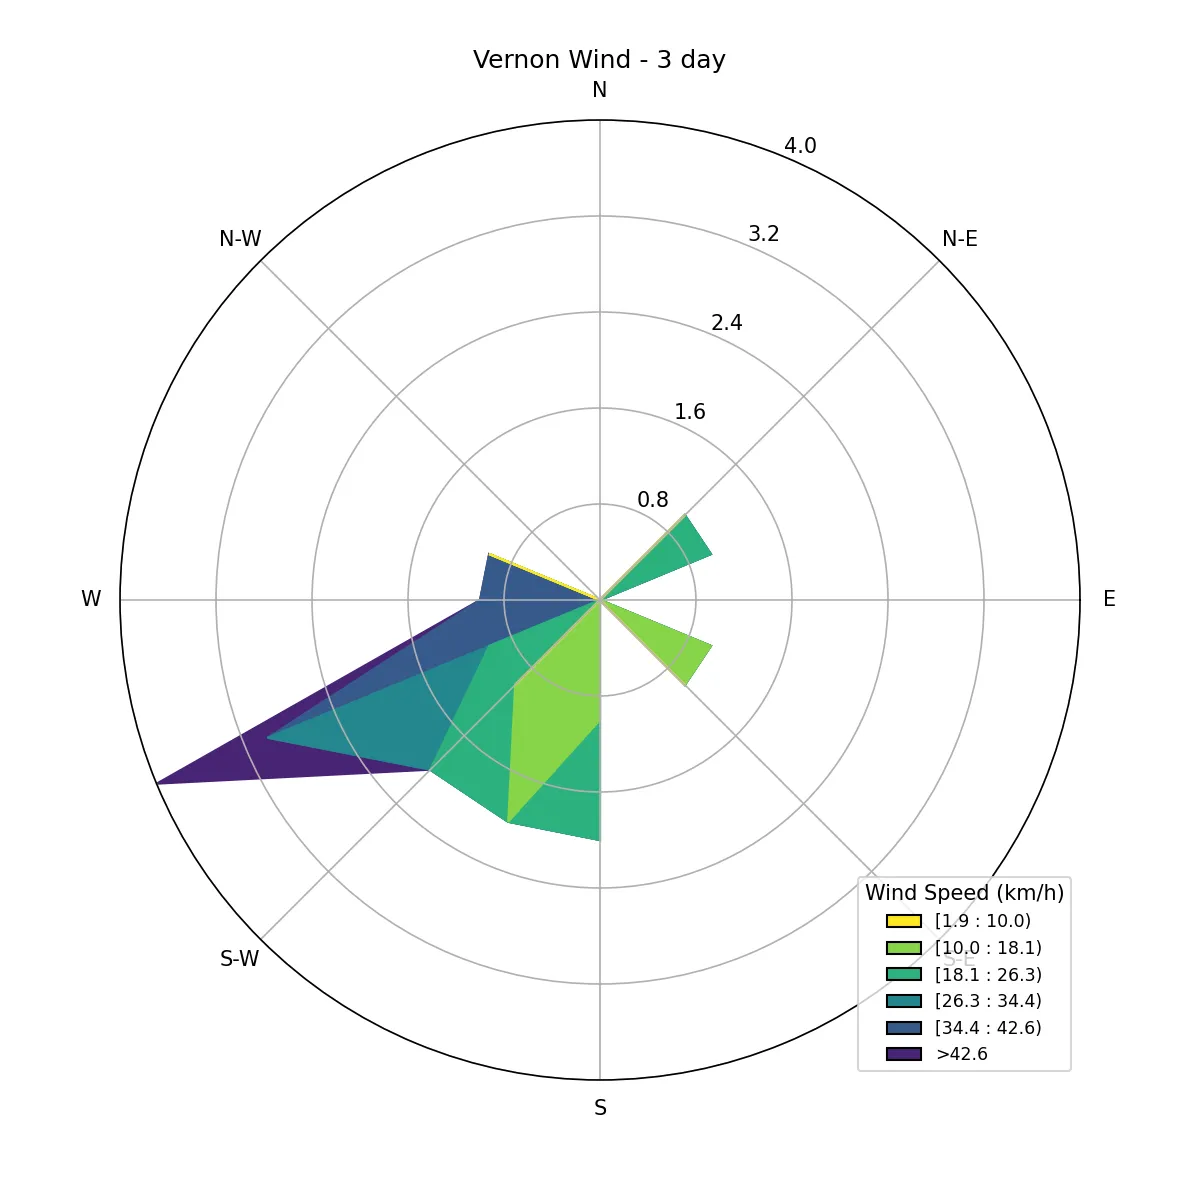 Vernon Wind - 3 day
N
4.0
N-W
3.2
N-E
2.4
1.6
0.8
W
E
S-W
S-E
S
Wind Speed (km/h)
[1.9 : 10.0)
[10.0 : 18.1)
[18.1 : 26.3)
[26.3 : 34.4)
[34.4 : 42.6)
>42.6